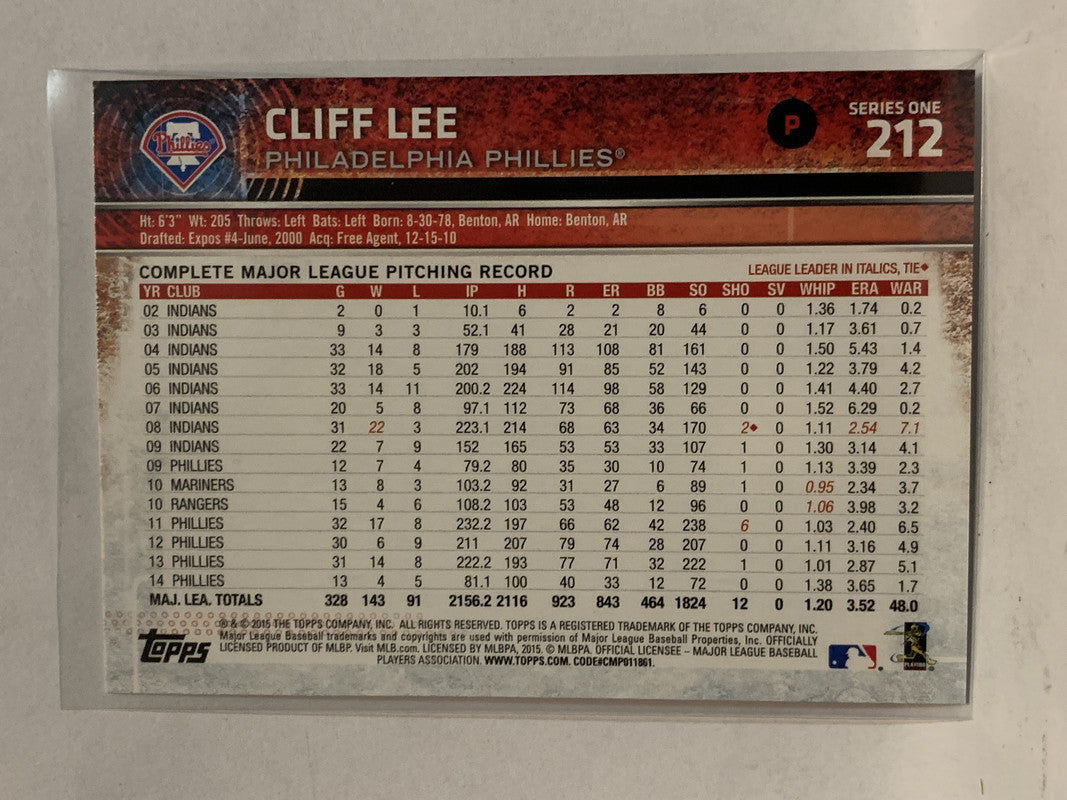 Phillies
CLIFF LEE
PHILADELPHIA PHILLIES®
P
SERIES ONE
212
Ht: 6'3" Wt: 205 Throws: Left Bats: Left Born: 8-30-78, Benton, AR Home: Benton, AR
Drafted: Expos #4-June, 2000 Acq: Free Agent, 12-15-10
COMPLETE MAJOR LEAGUE PITCHING RECORD LEAGUE LEADER IN ITALICS, TIE◆
YR CLUB G W L IP H R ER BB SO SHO SV WHIP ERA WAR
02 INDIANS 2 0 1 10.1 6 2 2 8 6 0 0 1.36 1.74 0.2
03 INDIANS 9 3 3 52.1 41 28 21 20 44 0 0 1.17 3.61 0.7
04 INDIANS 33 14 8 179 188 113 108 81 161 0 0 1.50 5.43 1.4
05 INDIANS 32 18 5 202 194 91 85 52 143 0 0 1.22 3.79 4.2
06 INDIANS 33 14 11 200.2 224 114 98 58 129 0 0 1.41 4.40 2.7
07 INDIANS 20 5 8 97.1 112 73 68 36 66 0 0 1.52 6.29 0.2
08 INDIANS 31 22 3 223.1 214 68 63 34 170 2◆ 0 1.11 2.54 7.1
09 INDIANS 22 7 9 152 165 53 53 33 107 1 0 1.30 3.14 4.1
09 PHILLIES 12 7 4 79.2 80 35 30 10 74 1 0 1.13 3.39 2.3
10 MARINERS 13 8 3 103.2 92 31 27 6 89 1 0 0.95 2.34 3.7
10 RANGERS 15 4 6 108.2 103 53 48 12 96 0 0 1.06 3.98 3.2
11 PHILLIES 32 17 8 232.2 197 66 62 42 238 6 0 1.03 2.40 6.5
12 PHILLIES 30 6 9 211 207 79 74 28 207 0 0 1.11 3.16 4.9
13 PHILLIES 31 14 8 222.2 193 77 71 32 222 1 0 1.01 2.87 5.1
14 PHILLIES 13 4 5 81.1 100 40 33 12 72 0 0 1.38 3.65 1.7
MAJ. LEA. TOTALS 328 143 91 2156.2 2116 923 843 464 1824 12 0 1.20 3.52 48.0
® & © 2015 THE TOPPS COMPANY, INC. ALL RIGHTS RESERVED. TOPPS IS A REGISTERED TRADEMARK OF THE TOPPS COMPANY, INC.
Major League Baseball trademarks and copyrights are used with permission of Major League Baseball Properties, Inc. OFFICIALLY
LICENSED PRODUCT OF MLBP. Visit MLB.com. LICENSED BY MLBPA, 2015. © MLBPA. OFFICIAL LICENSEE – MAJOR LEAGUE BASEBALL
PLAYERS ASSOCIATION. WWW.TOPPS.COM. CODE#CMP011861.
Topps